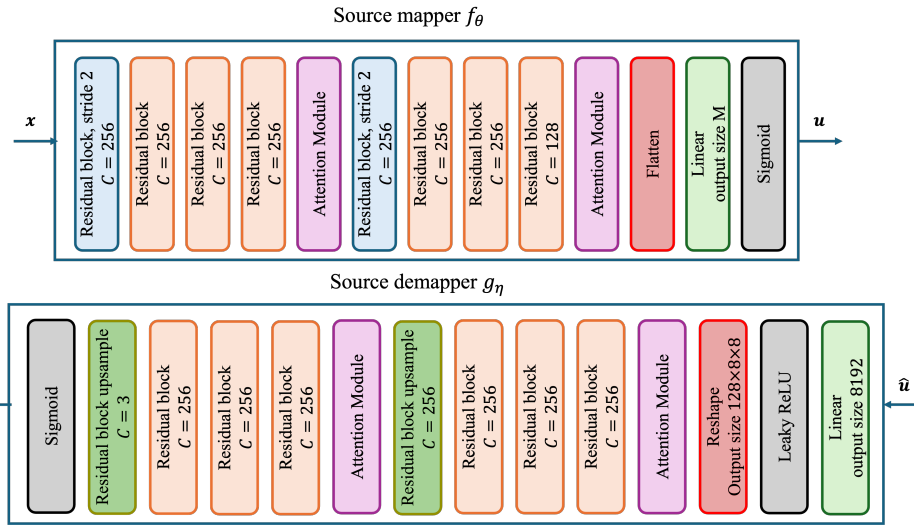 Source mapper fθ
x
Residual block, stride 2
C = 256
Residual block
C = 256
Residual block
C = 256
Residual block
C = 256
Attention Module
Residual block, stride 2
C = 256
Residual block
C = 256
Residual block
C = 256
Residual block
C = 128
Attention Module
Flatten
Linear
output size M
Sigmoid
u
Source demapper gη
Sigmoid
Residual block upsample
C = 3
Residual block
C = 256
Residual block
C = 256
Residual block
C = 256
Attention Module
Residual block upsample
C = 256
Residual block
C = 256
Residual block
C = 256
Residual block
C = 256
Attention Module
Reshape
Output size 128×8×8
Leaky ReLU
Linear
output size 8192
û